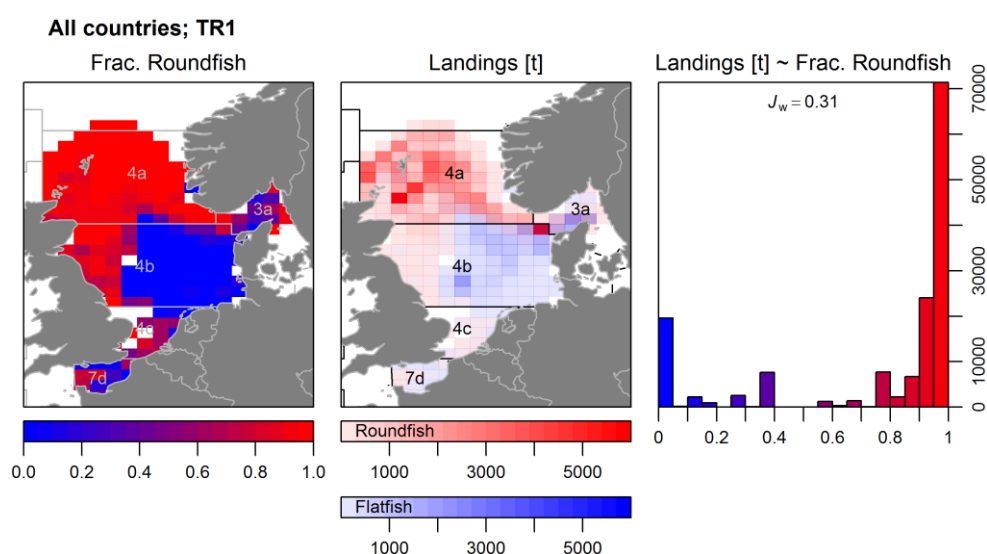 All countries; TR1
Frac. Roundfish
4a
3a
4b
4c
7d
0.0 0.2 0.4 0.6 0.8 1.0
Landings [t]
4a
3a
4b
4c
7d
Roundfish
1000 3000 5000
Flatfish
1000 3000 5000
Landings [t] ~ Frac. Roundfish
Jw = 0.31
70000
50000
30000
10000
0
0 0.2 0.4 0.6 0.8 1